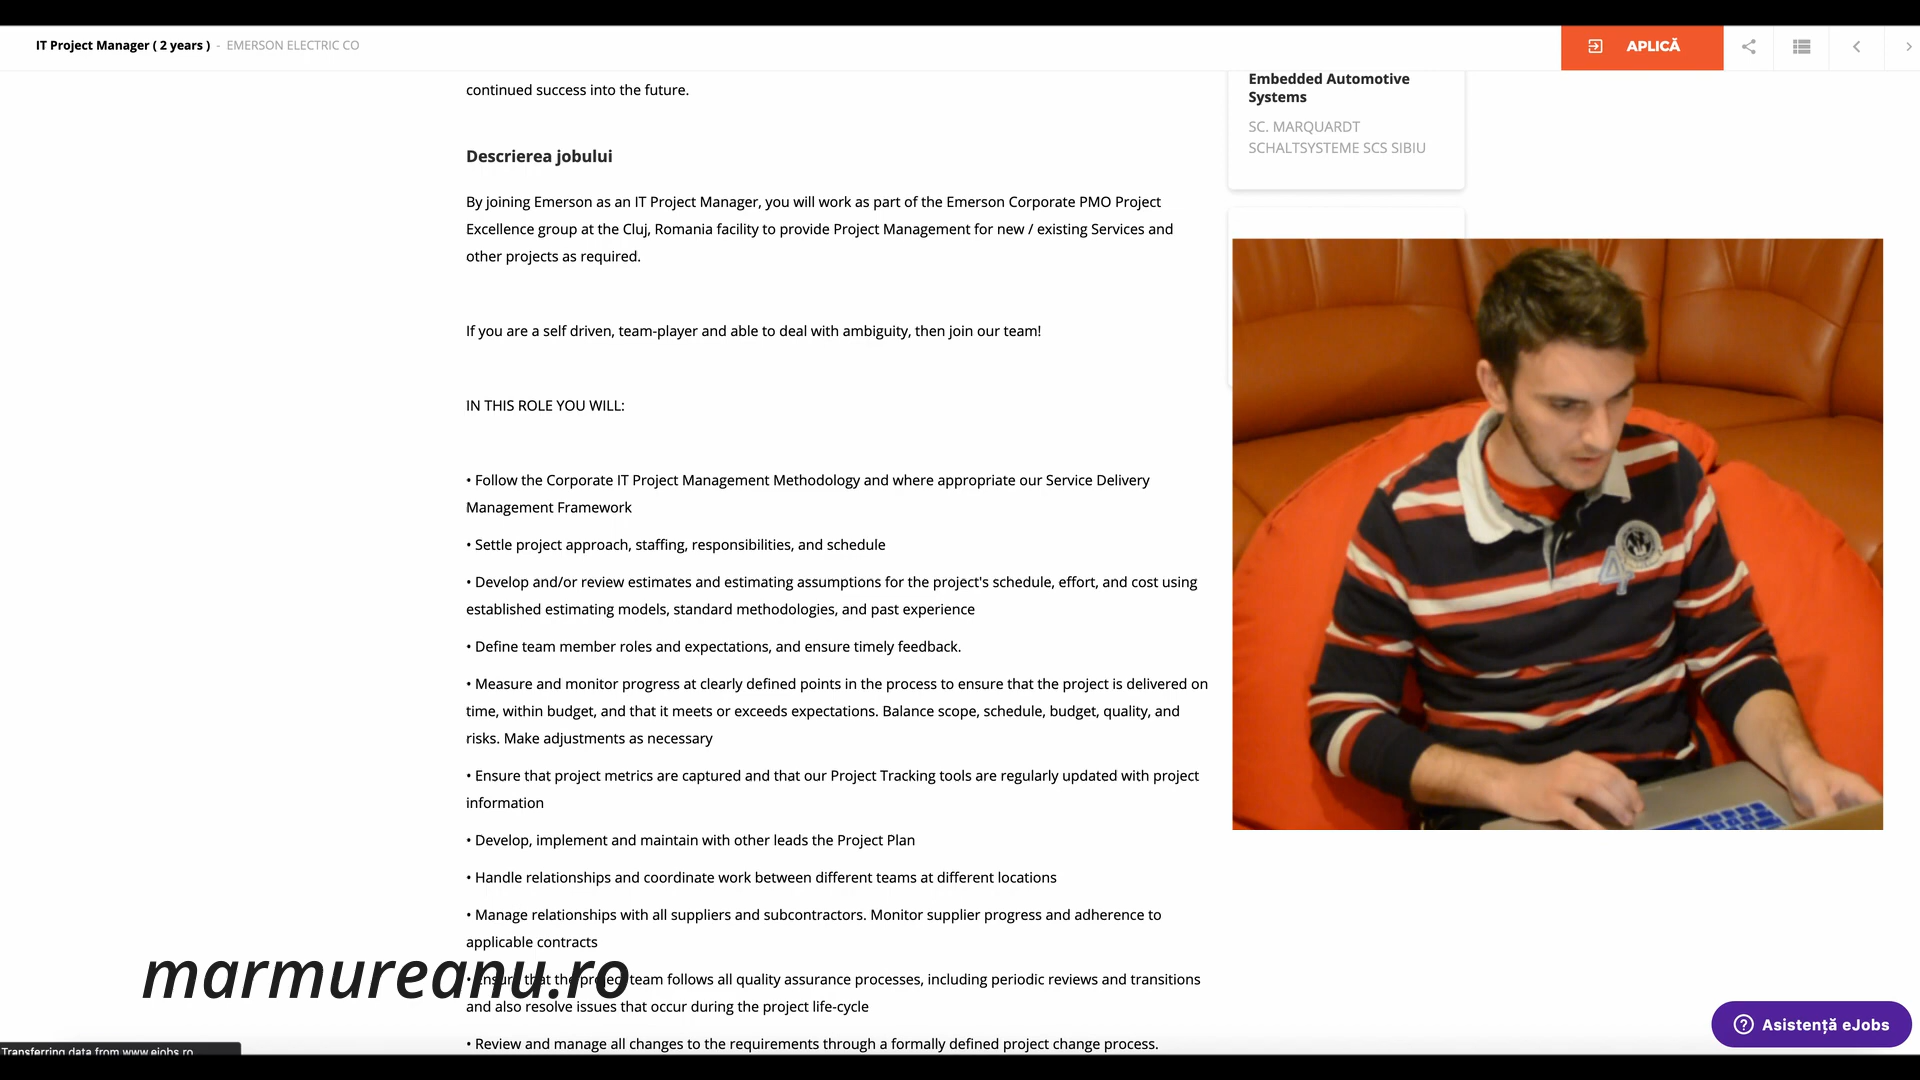 IT Project Manager ( 2 years ) - EMERSON ELECTRIC CO
APLICĂ
continued success into the future.
Descrierea jobului
By joining Emerson as an IT Project Manager, you will work as part of the Emerson Corporate PMO Project
Excellence group at the Cluj, Romania facility to provide Project Management for new / existing Services and
other projects as required.
If you are a self driven, team-player and able to deal with ambiguity, then join our team!
IN THIS ROLE YOU WILL:
• Follow the Corporate IT Project Management Methodology and where appropriate our Service Delivery
Management Framework
• Settle project approach, staffing, responsibilities, and schedule
• Develop and/or review estimates and estimating assumptions for the project's schedule, effort, and cost using
established estimating models, standard methodologies, and past experience
• Define team member roles and expectations, and ensure timely feedback.
• Measure and monitor progress at clearly defined points in the process to ensure that the project is delivered on
time, within budget, and that it meets or exceeds expectations. Balance scope, schedule, budget, quality, and
risks. Make adjustments as necessary
• Ensure that project metrics are captured and that our Project Tracking tools are regularly updated with project
information
• Develop, implement and maintain with other leads the Project Plan
• Handle relationships and coordinate work between different teams at different locations
• Manage relationships with all suppliers and subcontractors. Monitor supplier progress and adherence to
applicable contracts
• Ensure that the project team follows all quality assurance processes, including periodic reviews and transitions
and also resolve issues that occur during the project life-cycle
• Review and manage all changes to the requirements through a formally defined project change process.
Embedded Automotive
Systems
SC. MARQUARDT
SCHALTSYSTEME SCS SIBIU
4
marmureanu.ro
Asistență eJobs
Transferring data from www.ejobs.ro